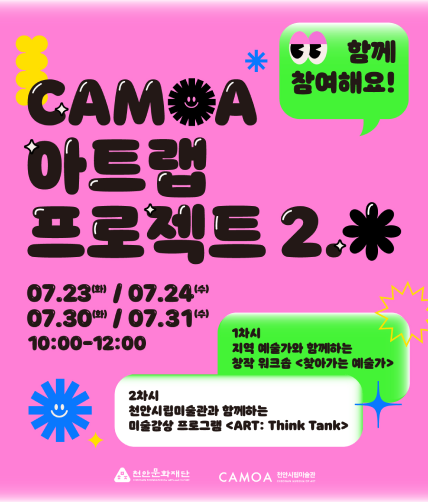 함께
참여해요!
CAMOA
아트랩
프로젝트 2.0
07.23(화) / 07.24(수)
07.30(화) / 07.31(수)
10:00-12:00
1차시
지역 예술가와 함께하는
창작 워크숍 <찾아가는 예술가>
2차시
천안시립미술관과 함께하는
미술감상 프로그램 <ART: Think Tank>
천안문화재단
CAMOA 천안시립미술관